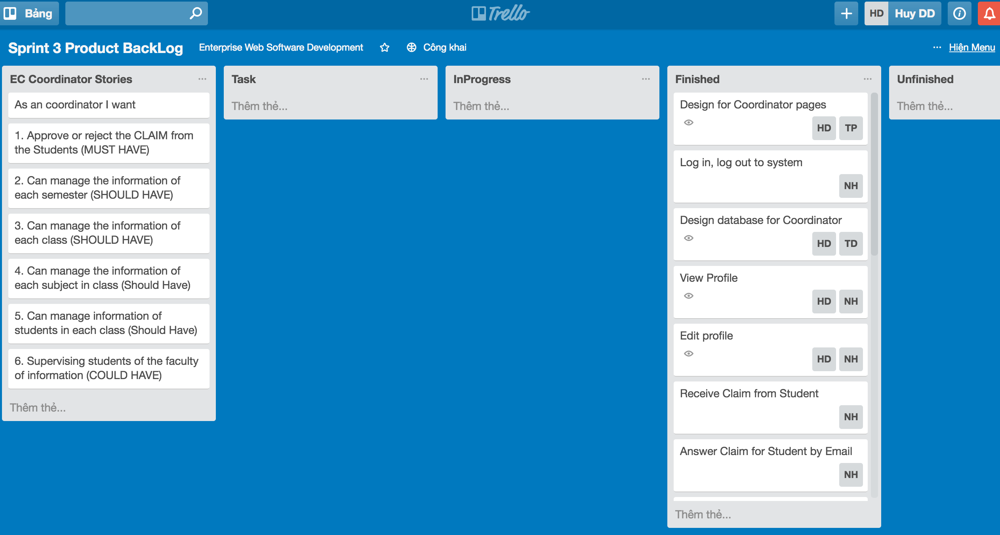 Bảng
Trello
HD
Huy DD
Sprint 3 Product BackLog
Enterprise Web Software Development
Công khai
... Hiện Menu
EC Coordinator Stories
As an coordinator I want
1. Approve or reject the CLAIM from
the Students (MUST HAVE)
2. Can manage the information of
each semester (SHOULD HAVE)
3. Can manage the information of
each class (SHOULD HAVE)
4. Can manage the information of
each subject in class (Should Have)
5. Can manage information of
students in each class (Should Have)
6. Supervising students of the faculty
of information (COULD HAVE)
Thêm thẻ...
Task
Thêm thẻ...
InProgress
Thêm thẻ...
Finished
Design for Coordinator pages
HD TP
Log in, log out to system
NH
Design database for Coordinator
HD TD
View Profile
HD NH
Edit profile
HD NH
Receive Claim from Student
NH
Answer Claim for Student by Email
NH
Thêm thẻ...
Unfinished
Thêm thẻ...